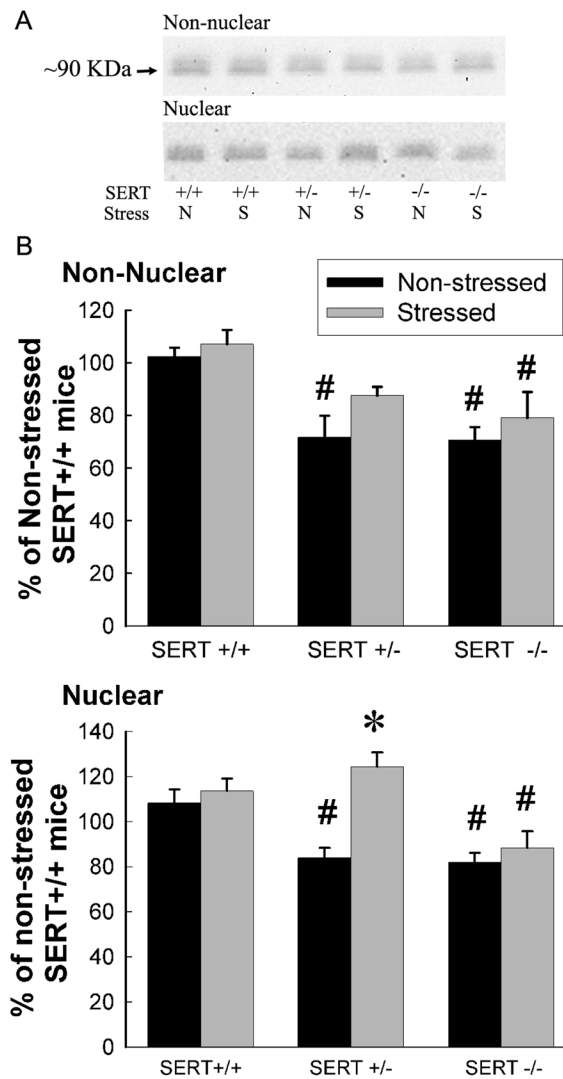 A
Non-nuclear
~90 KDa
Nuclear
SERT +/+ +/+ +/- +/- -/- -/-
Stress N S N S N S
B
Non-Nuclear
Non-stressed
Stressed
% of Non-stressed
SERT+/+ mice
120
100
80
60
40
20
0
# # #
SERT +/+ SERT +/- SERT -/-
Nuclear
% of non-stressed
SERT+/+ mice
140
120
100
80
60
40
20
0
# * # #
SERT+/+ SERT +/- SERT -/-